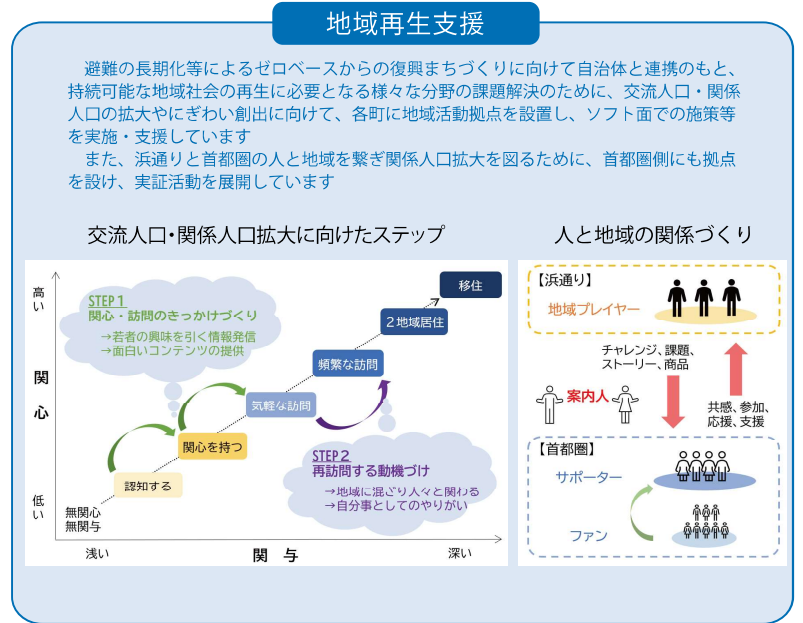 地域再生支援
避難の長期化等によるゼロベースからの復興まちづくりに向けて自治体と連携のもと、
持続可能な地域社会の再生に必要となる様々な分野の課題解決のために、交流人口・関係
人口の拡大やにぎわい創出に向けて、各町に地域活動拠点を設置し、ソフト面での施策等
を実施・支援しています
また、浜通りと首都圏の人と地域を繋ぎ関係人口拡大を図るために、首都圏側にも拠点
を設け、実証活動を展開しています
交流人口・関係人口拡大に向けたステップ
高い
関心
低い
STEP1
関心・訪問のきっかけづくり
→若者の興味を引く情報発信
→面白いコンテンツの提供
移住
2地域居住
頻繁な訪問
気軽な訪問
関心を持つ
認知する
無関心
無関与
STEP2
再訪問する動機づけ
→地域に混ざり人々と関わる
→自分事としてのやりがい
浅い
関 与
深い
人と地域の関係づくり
【浜通り】
地域プレイヤー
チャレンジ、課題、
ストーリー、商品
案内人
共感、参加、
応援、支援
【首都圏】
サポーター
ファン